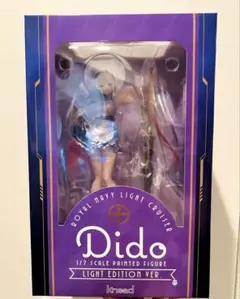 ROYAL NAVY LIGHT CRUISER
Dido
1/7 SCALE PAINTED FIGURE
LIGHT EDITION VER
knead